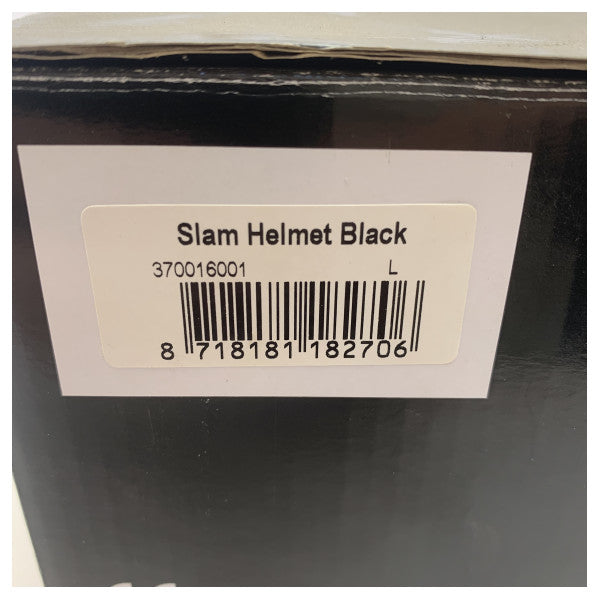 Slam Helmet Black
370016001 L
8 718181 182706